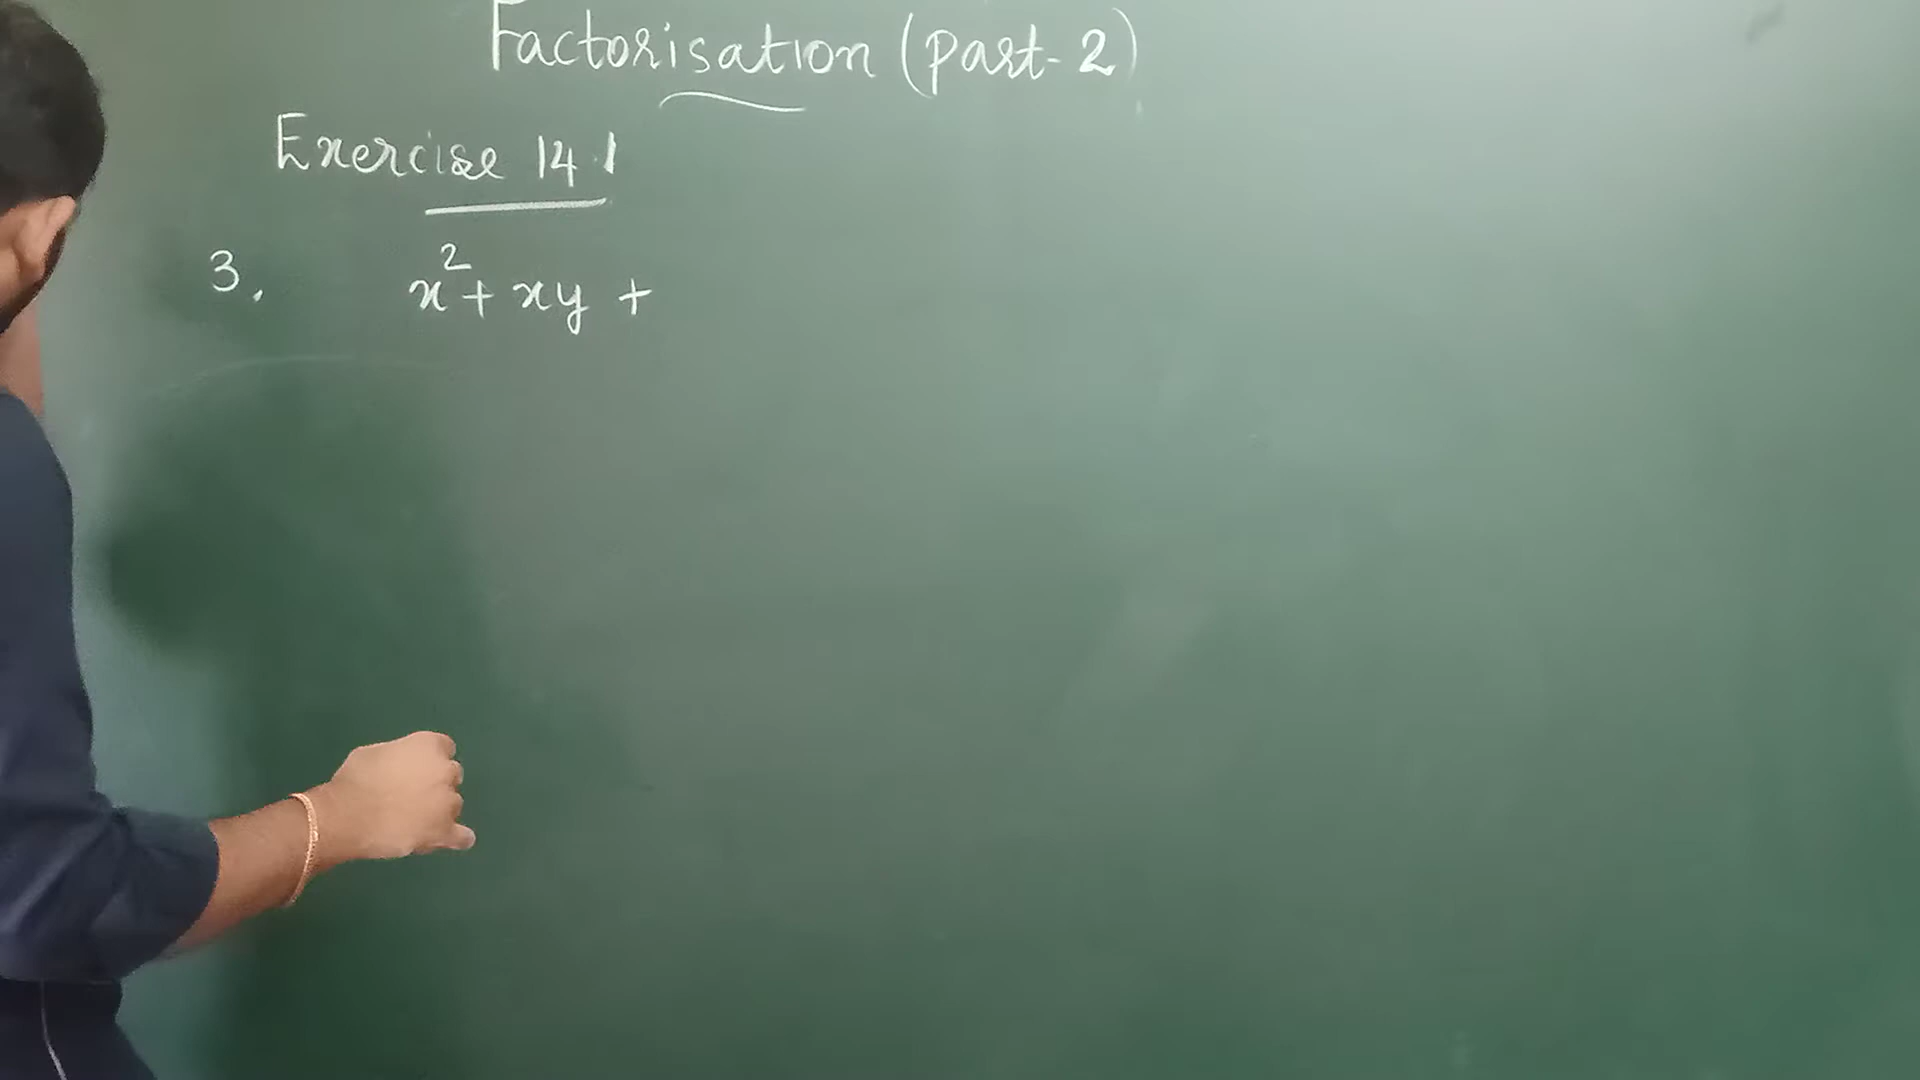 Factorisation (part-2)
Exercise 14.1
3. x² + xy +